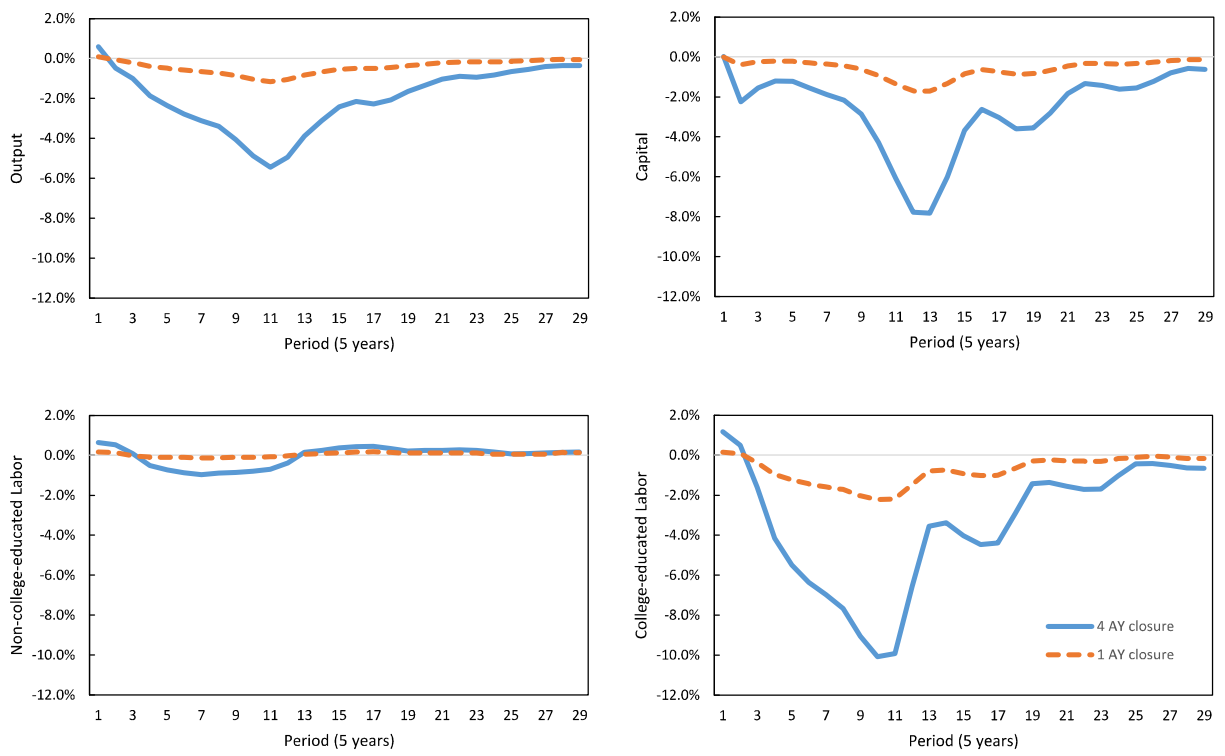 2.0%
0.0%
-2.0%
-4.0%
-6.0%
-8.0%
-10.0%
-12.0%
Output
1 3 5 7 9 11 13 15 17 19 21 23 25 27 29
Period (5 years)
2.0%
0.0%
-2.0%
-4.0%
-6.0%
-8.0%
-10.0%
-12.0%
Capital
1 3 5 7 9 11 13 15 17 19 21 23 25 27 29
Period (5 years)
2.0%
0.0%
-2.0%
-4.0%
-6.0%
-8.0%
-10.0%
-12.0%
Non-college-educated Labor
1 3 5 7 9 11 13 15 17 19 21 23 25 27 29
Period (5 years)
2.0%
0.0%
-2.0%
-4.0%
-6.0%
-8.0%
-10.0%
-12.0%
College-educated Labor
4 AY closure
1 AY closure
1 3 5 7 9 11 13 15 17 19 21 23 25 27 29
Period (5 years)